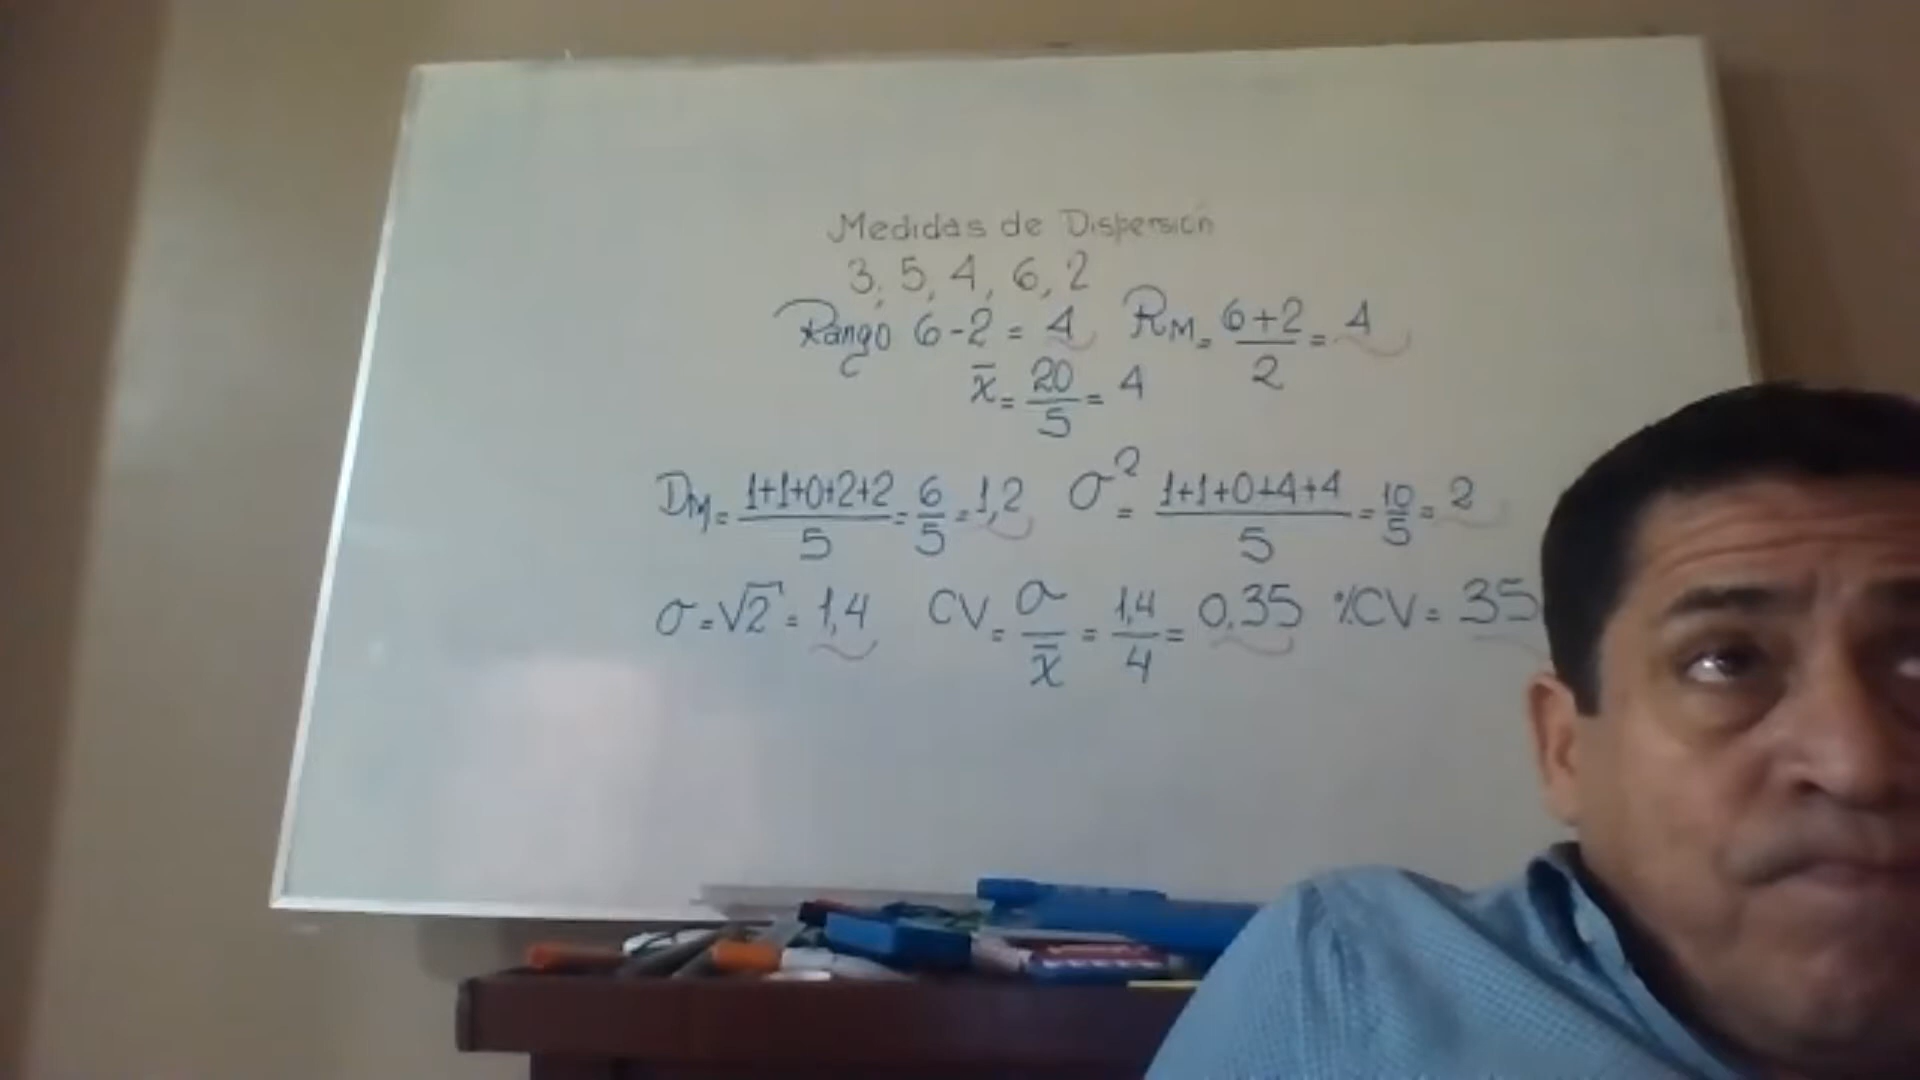 Medidas de Dispersión
3, 5, 4, 6, 2
Rango 6-2 = 4 RM = 6+2/2 = 4
x̄ = 20/5 = 4
DM = 1+1+0+2+2/5 = 6/5 = 1,2 σ² = 1+1+0+4+4/5 = 10/5 = 2
σ = √2 = 1,4 CV = σ/x̄ = 1,4/4 = 0.35 %CV = 35